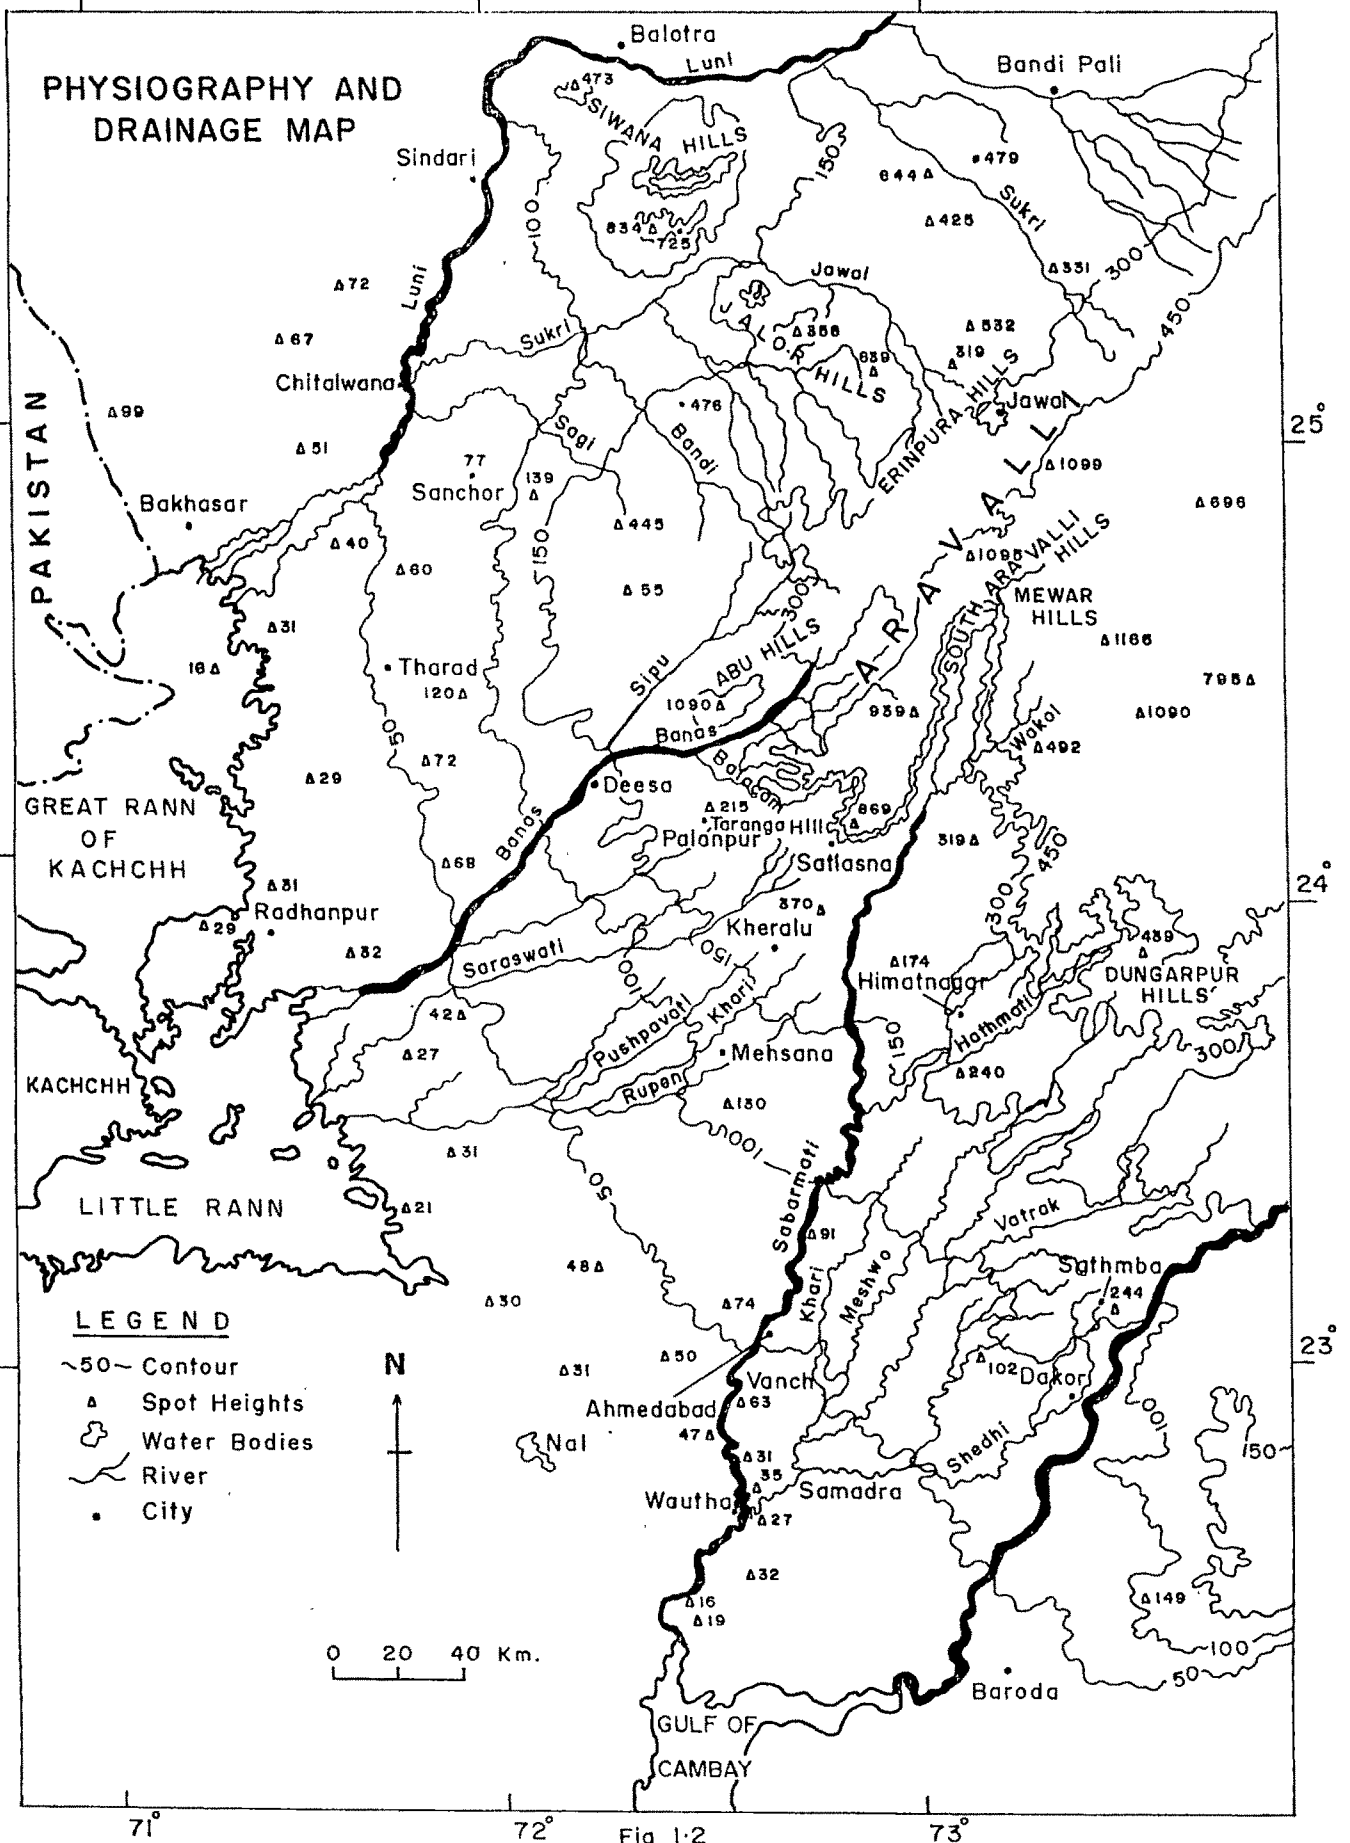 PHYSIOGRAPHY AND
DRAINAGE MAP
Balotra
Luni
Bandi Pali
473
SIWANA HILLS
150
479
644
Sindari
Sukri
100
425
834
725
331
300
Jawal
72
Luni
JALOR HILLS
356
532
450
67
Sukri
639
319
Chitalwana
Jawal
ERINPURA HILLS
99
476
25°
PAKISTAN
Sagi
Bandi
51
77
139
1099
Sanchor
Bakhasar
696
445
ARAVALLI
40
150
1095
SOUTH ARAVALLI
HILLS
60
55
MEWAR
HILLS
300
31
ABU HILLS
1165
16
Tharad
Sipu
120
795
1090
939
1090
50
Banas
Wakal
492
72
Balaram
29
Deesa
GREAT RANN
OF
KACHCHH
215
869
Taranga Hill
Palanpur
Banas
319
450
68
Satlasna
24°
31
370
300
Radhanpur
Kheralu
29
439
32
Saraswati
150
174
DUNGARPUR
HILLS
Himatnagar
100
42
Pushpavati
Khari
Hathmati
150
300
27
Mehsana
KACHCHH
Rupen
240
130
100
31
50
Sabarmati
LITTLE RANN
21
Vatrak
91
48
Khari
Meshwo
Sathmba
244
30
74
LEGEND
23°
~50~ Contour
N
31
50
102
Dakor
Vanch
Spot Heights
63
100
Ahmedabad
Water Bodies
Nal
47
Shedhi
150
River
31
35
City
Wautha
Samadra
27
32
16
149
19
0 20 40 Km.
100
50
Baroda
GULF OF
CAMBAY
71° 72° 73°
Fig 1·2